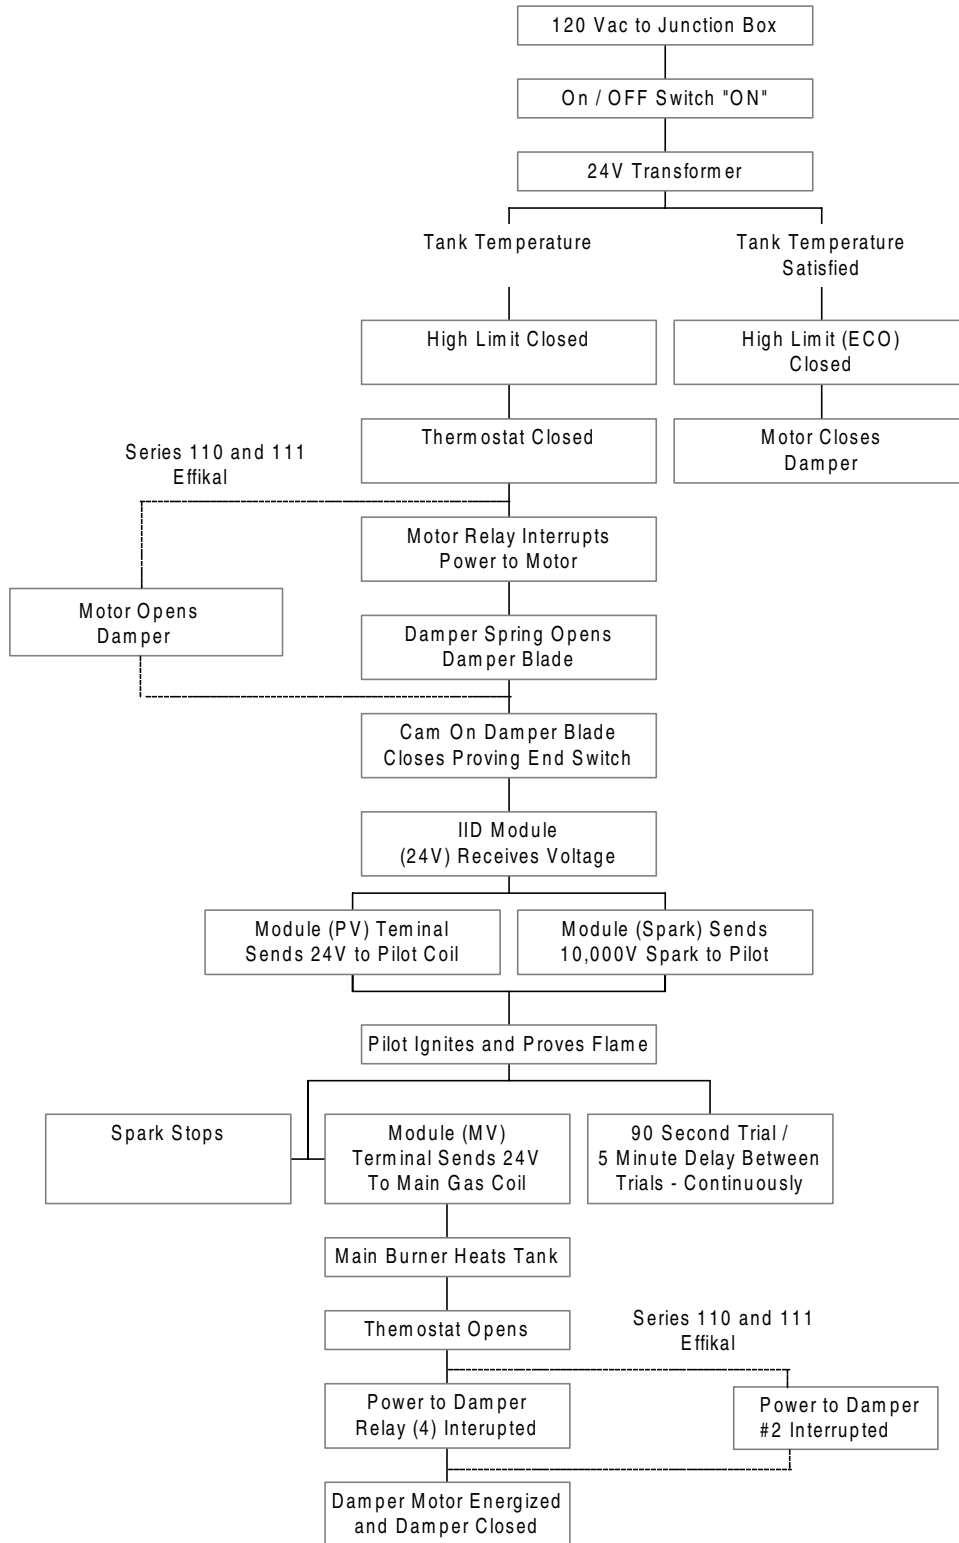 120 Vac to Junction Box
On / OFF Switch "ON"
24V Transformer
Tank Temperature
Tank Temperature
Satisfied
High Limit Closed
High Limit (ECO)
Closed
Thermostat Closed
Motor Closes
Damper
Series 110 and 111
Effikal
Motor Relay Interrupts
Power to Motor
Motor Opens
Damper
Damper Spring Opens
Damper Blade
Cam On Damper Blade
Closes Proving End Switch
IID Module
(24V) Receives Voltage
Module (PV) Teminal
Sends 24V to Pilot Coil
Module (Spark) Sends
10,000V Spark to Pilot
Pilot Ignites and Proves Flame
Spark Stops
Module (MV)
Terminal Sends 24V
To Main Gas Coil
90 Second Trial /
5 Minute Delay Between
Trials - Continuously
Main Burner Heats Tank
Themostat Opens
Series 110 and 111
Effikal
Power to Damper
Relay (4) Interrupted
Power to Damper
#2 Interrupted
Damper Motor Energized
and Damper Closed